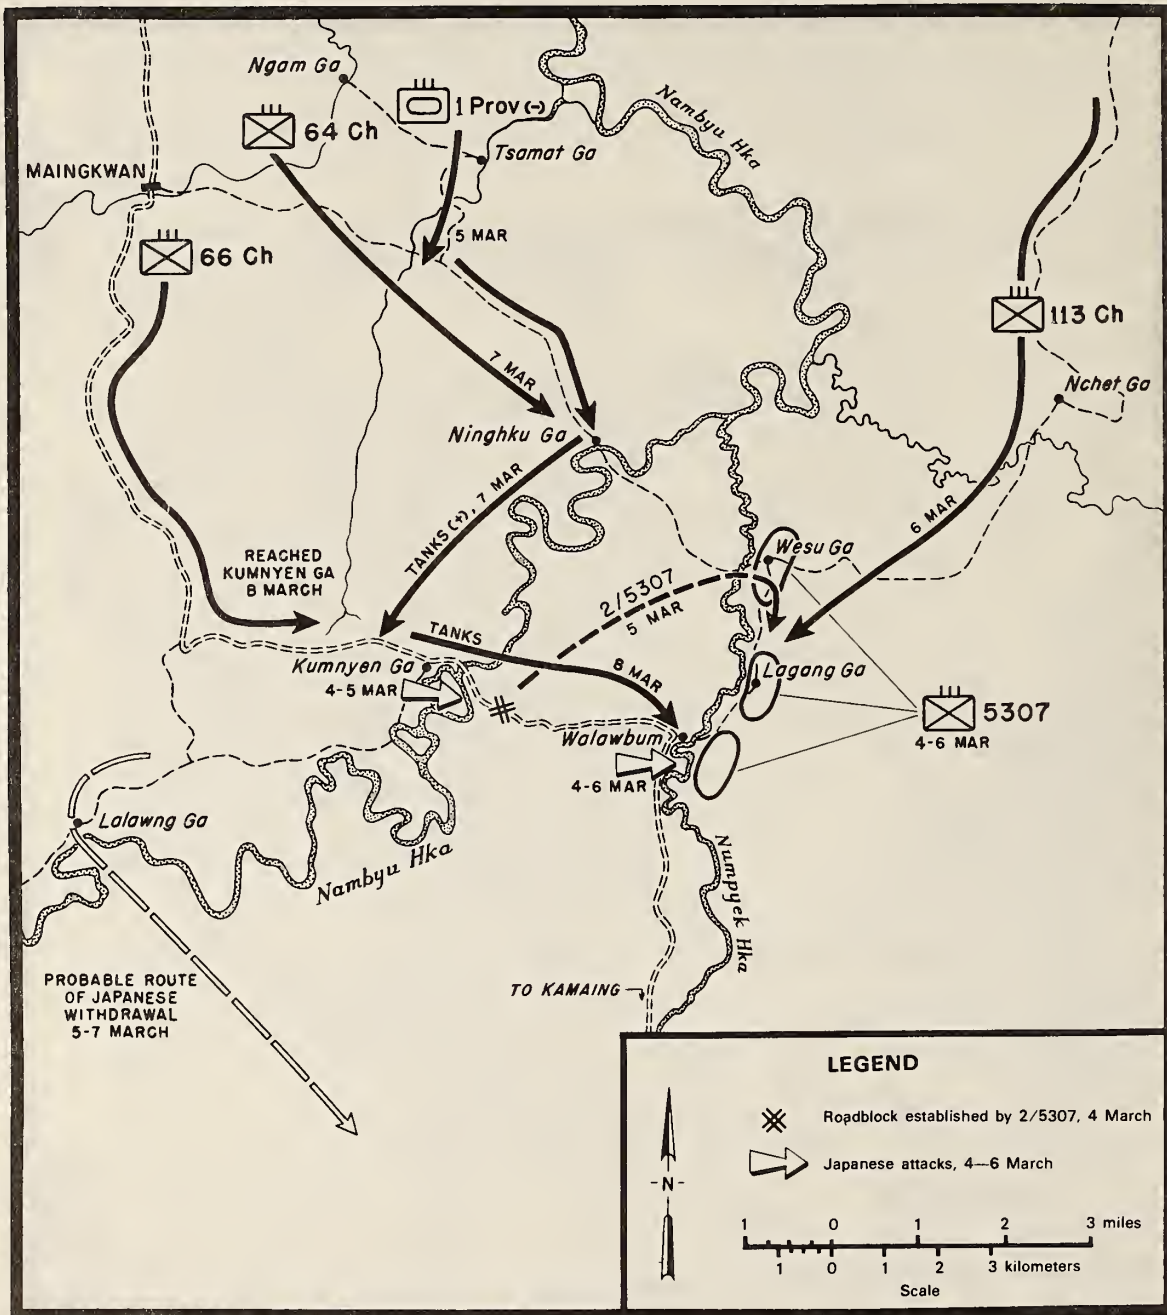 Ngam Ga
64 Ch
1 Prov (-)
Nambyu Hka
Tsamat Ga
MAINGKWAN
5 MAR
66 Ch
113 Ch
7 MAR
Nchet Ga
Ninghku Ga
TANKS (+), 7 MAR
6 MAR
REACHED
KUMNYEN GA
8 MARCH
Wesu Ga
2/5307
5 MAR
TANKS
8 MAR
Kumnyen Ga
4-5 MAR
Lagang Ga
5307
4-6 MAR
Walawbum
4-6 MAR
Lalawng Ga
Nambyu Hka
Numpyek Hka
PROBABLE ROUTE
OF JAPANESE
WITHDRAWAL
5-7 MARCH
TO KAMAING
LEGEND
Roadblock established by 2/5307, 4 March
Japanese attacks, 4—6 March
-N-
1 0 1 2 3 miles
1 0 1 2 3 kilometers
Scale